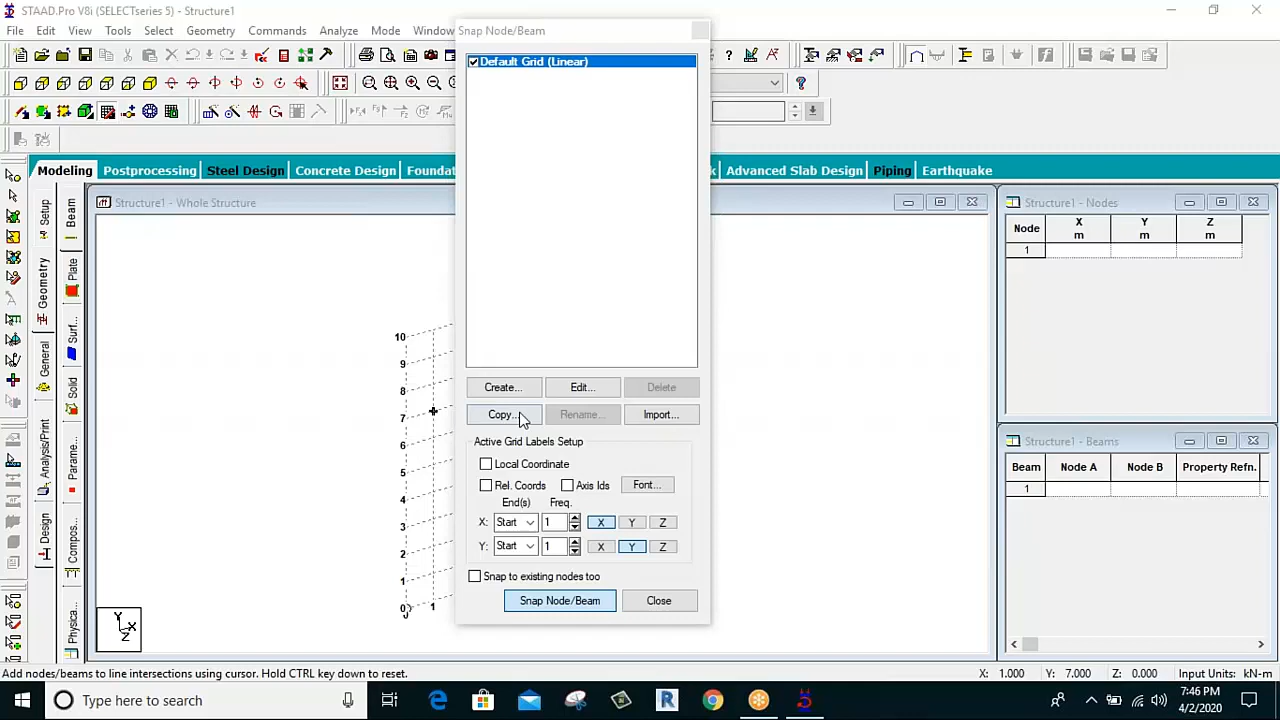 STAAD.Pro V8i (SELECTseries 5) - Structure1
File Edit View Tools Select Geometry Commands Analyze Mode Window
Snap Node/Beam
Default Grid (Linear)
Modeling Postprocessing Steel Design Concrete Design Foundat k Advanced Slab Design Piping Earthquake
Structure1 - Whole Structure
Structure1 - Nodes
Node X m Y m Z m
1
Setup
Geometry
General
Analysis/Print
Design
Beam
Plate
Surf...
Solid
Parame...
Compos...
Physica...
10
9
8
7
6
5
4
3
2
1
0
0 1
Create... Edit... Delete
Copy... Rename... Import...
Active Grid Labels Setup
Local Coordinate
Rel. Coords Axis Ids Font...
End(s) Freq.
X: Start 1 X Y Z
Y: Start 1 X Y Z
Snap to existing nodes too
Snap Node/Beam Close
Structure1 - Beams
Beam Node A Node B Property Refn.
1
Y
X
Z
Add nodes/beams to line intersections using cursor. Hold CTRL key down to reset.
X: 1.000 Y: 7.000 Z: 0.000 Input Units: kN-m
Type here to search
7:46 PM
4/2/2020